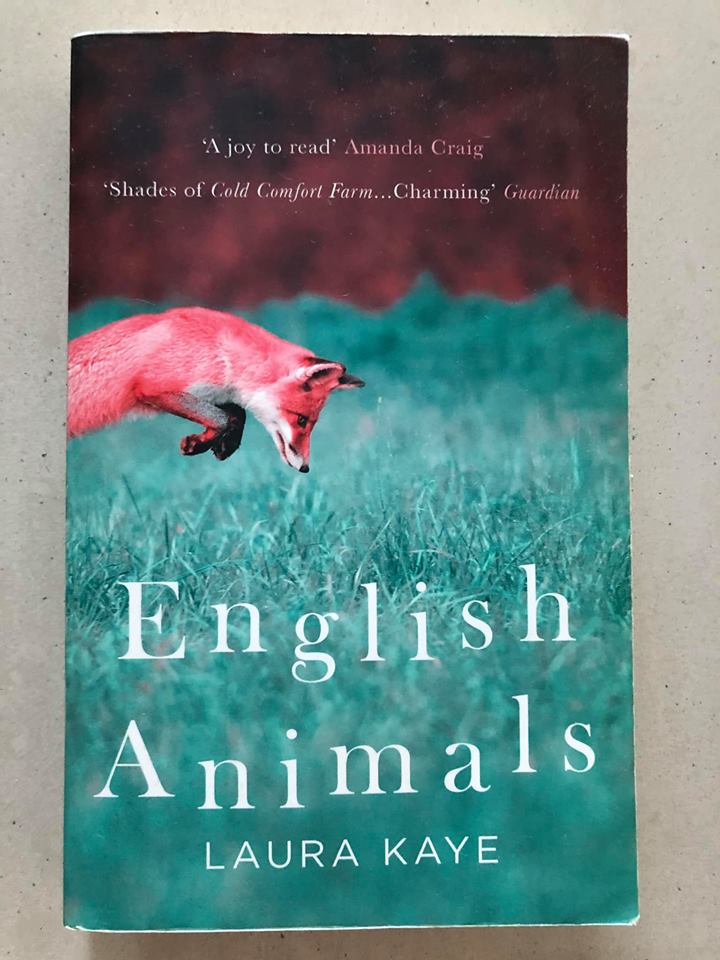 ‘A joy to read’ Amanda Craig
‘Shades of Cold Comfort Farm...Charming’ Guardian
English
Animals
LAURA KAYE